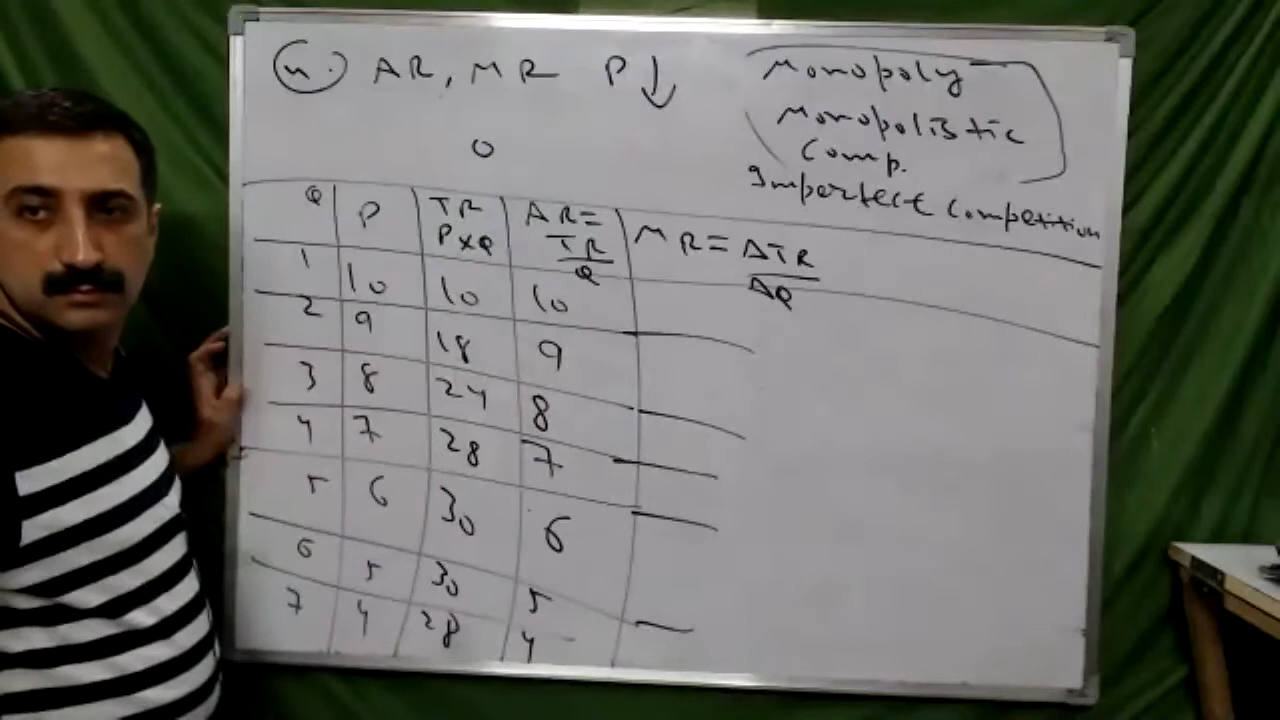 (n.) AR, MR P↓
Monopoly
Monopolistic
Comp.
Imperfect Competition
0
Q P TR AR= MR = ΔTR
P×Q TR ΔQ
Q
1 10 10 10
2 9 18 9
3 8 24 8
4 7 28 7
5 6 30 6
6 5 30 5
7 4 28 4